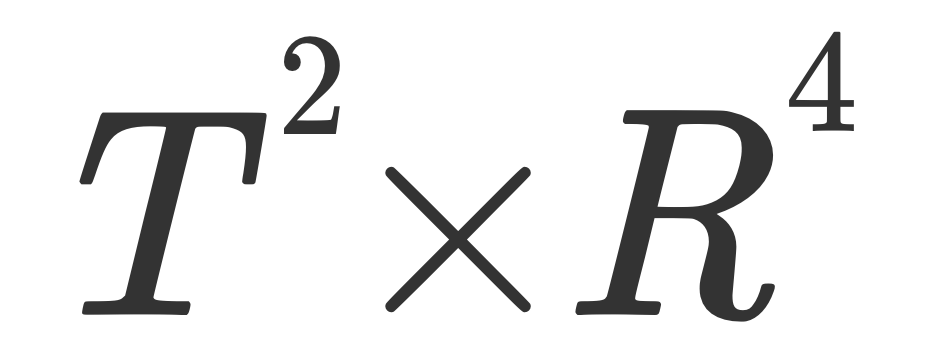 T² × R⁴